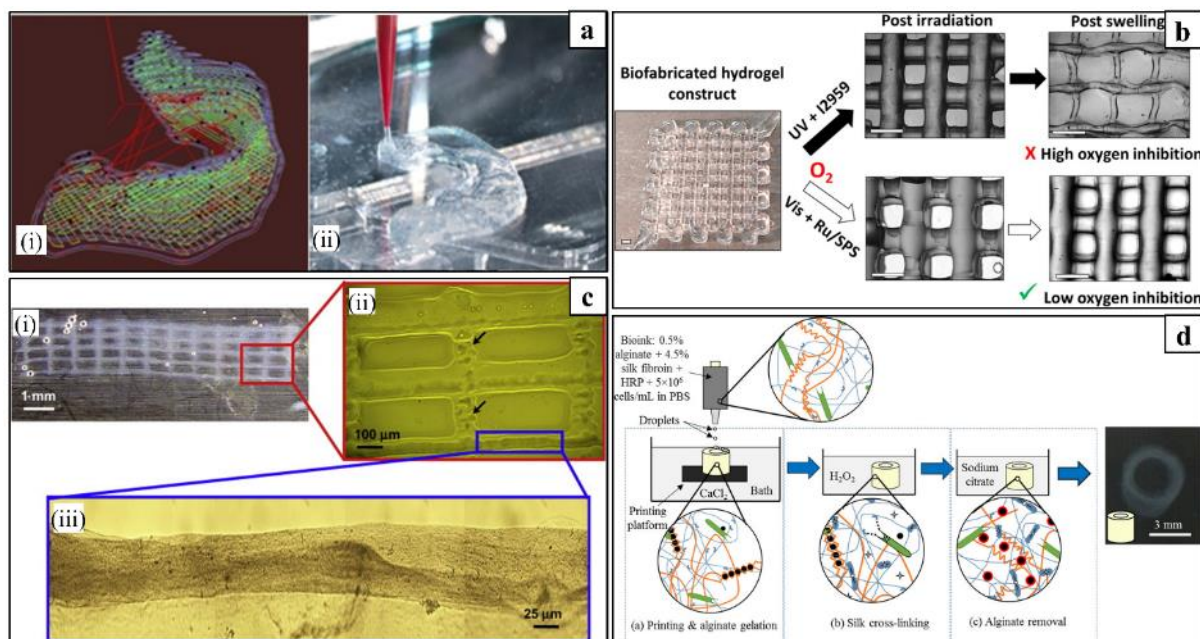 a
(i)
(ii)
b
Post irradiation
Post swelling
Biofabricated hydrogel
construct
UV + I2959
O₂
Vis + Ru/SPS
X High oxygen inhibition
✓ Low oxygen inhibition
c
(i)
1 mm
(ii)
100 µm
(iii)
25 µm
d
Bioink: 0.5%
alginate + 4.5%
silk fibroin +
HRP + 5×10⁶
cells/mL in PBS
Droplets
CaCl₂
Bath
Printing
platform
H₂O₂
Sodium
citrate
3 mm
(a) Printing & alginate gelation
(b) Silk cross-linking
(c) Alginate removal